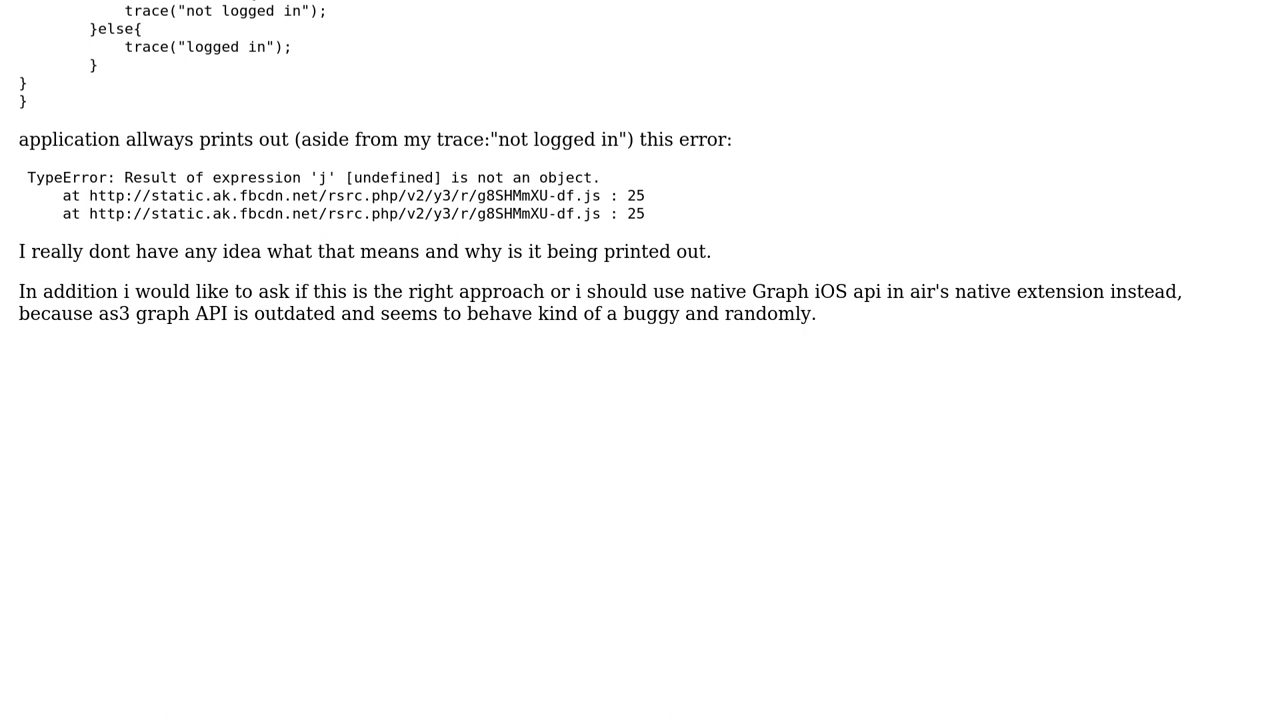 trace("not logged in");
}else{
trace("logged in");
}
}
}
application allways prints out (aside from my trace:"not logged in") this error:
TypeError: Result of expression 'j' [undefined] is not an object.
at http://static.ak.fbcdn.net/rsrc.php/v2/y3/r/g8SHMmXU-df.js : 25
at http://static.ak.fbcdn.net/rsrc.php/v2/y3/r/g8SHMmXU-df.js : 25
I really dont have any idea what that means and why is it being printed out.
In addition i would like to ask if this is the right approach or i should use native Graph iOS api in air's native extension instead,
because as3 graph API is outdated and seems to behave kind of a buggy and randomly.